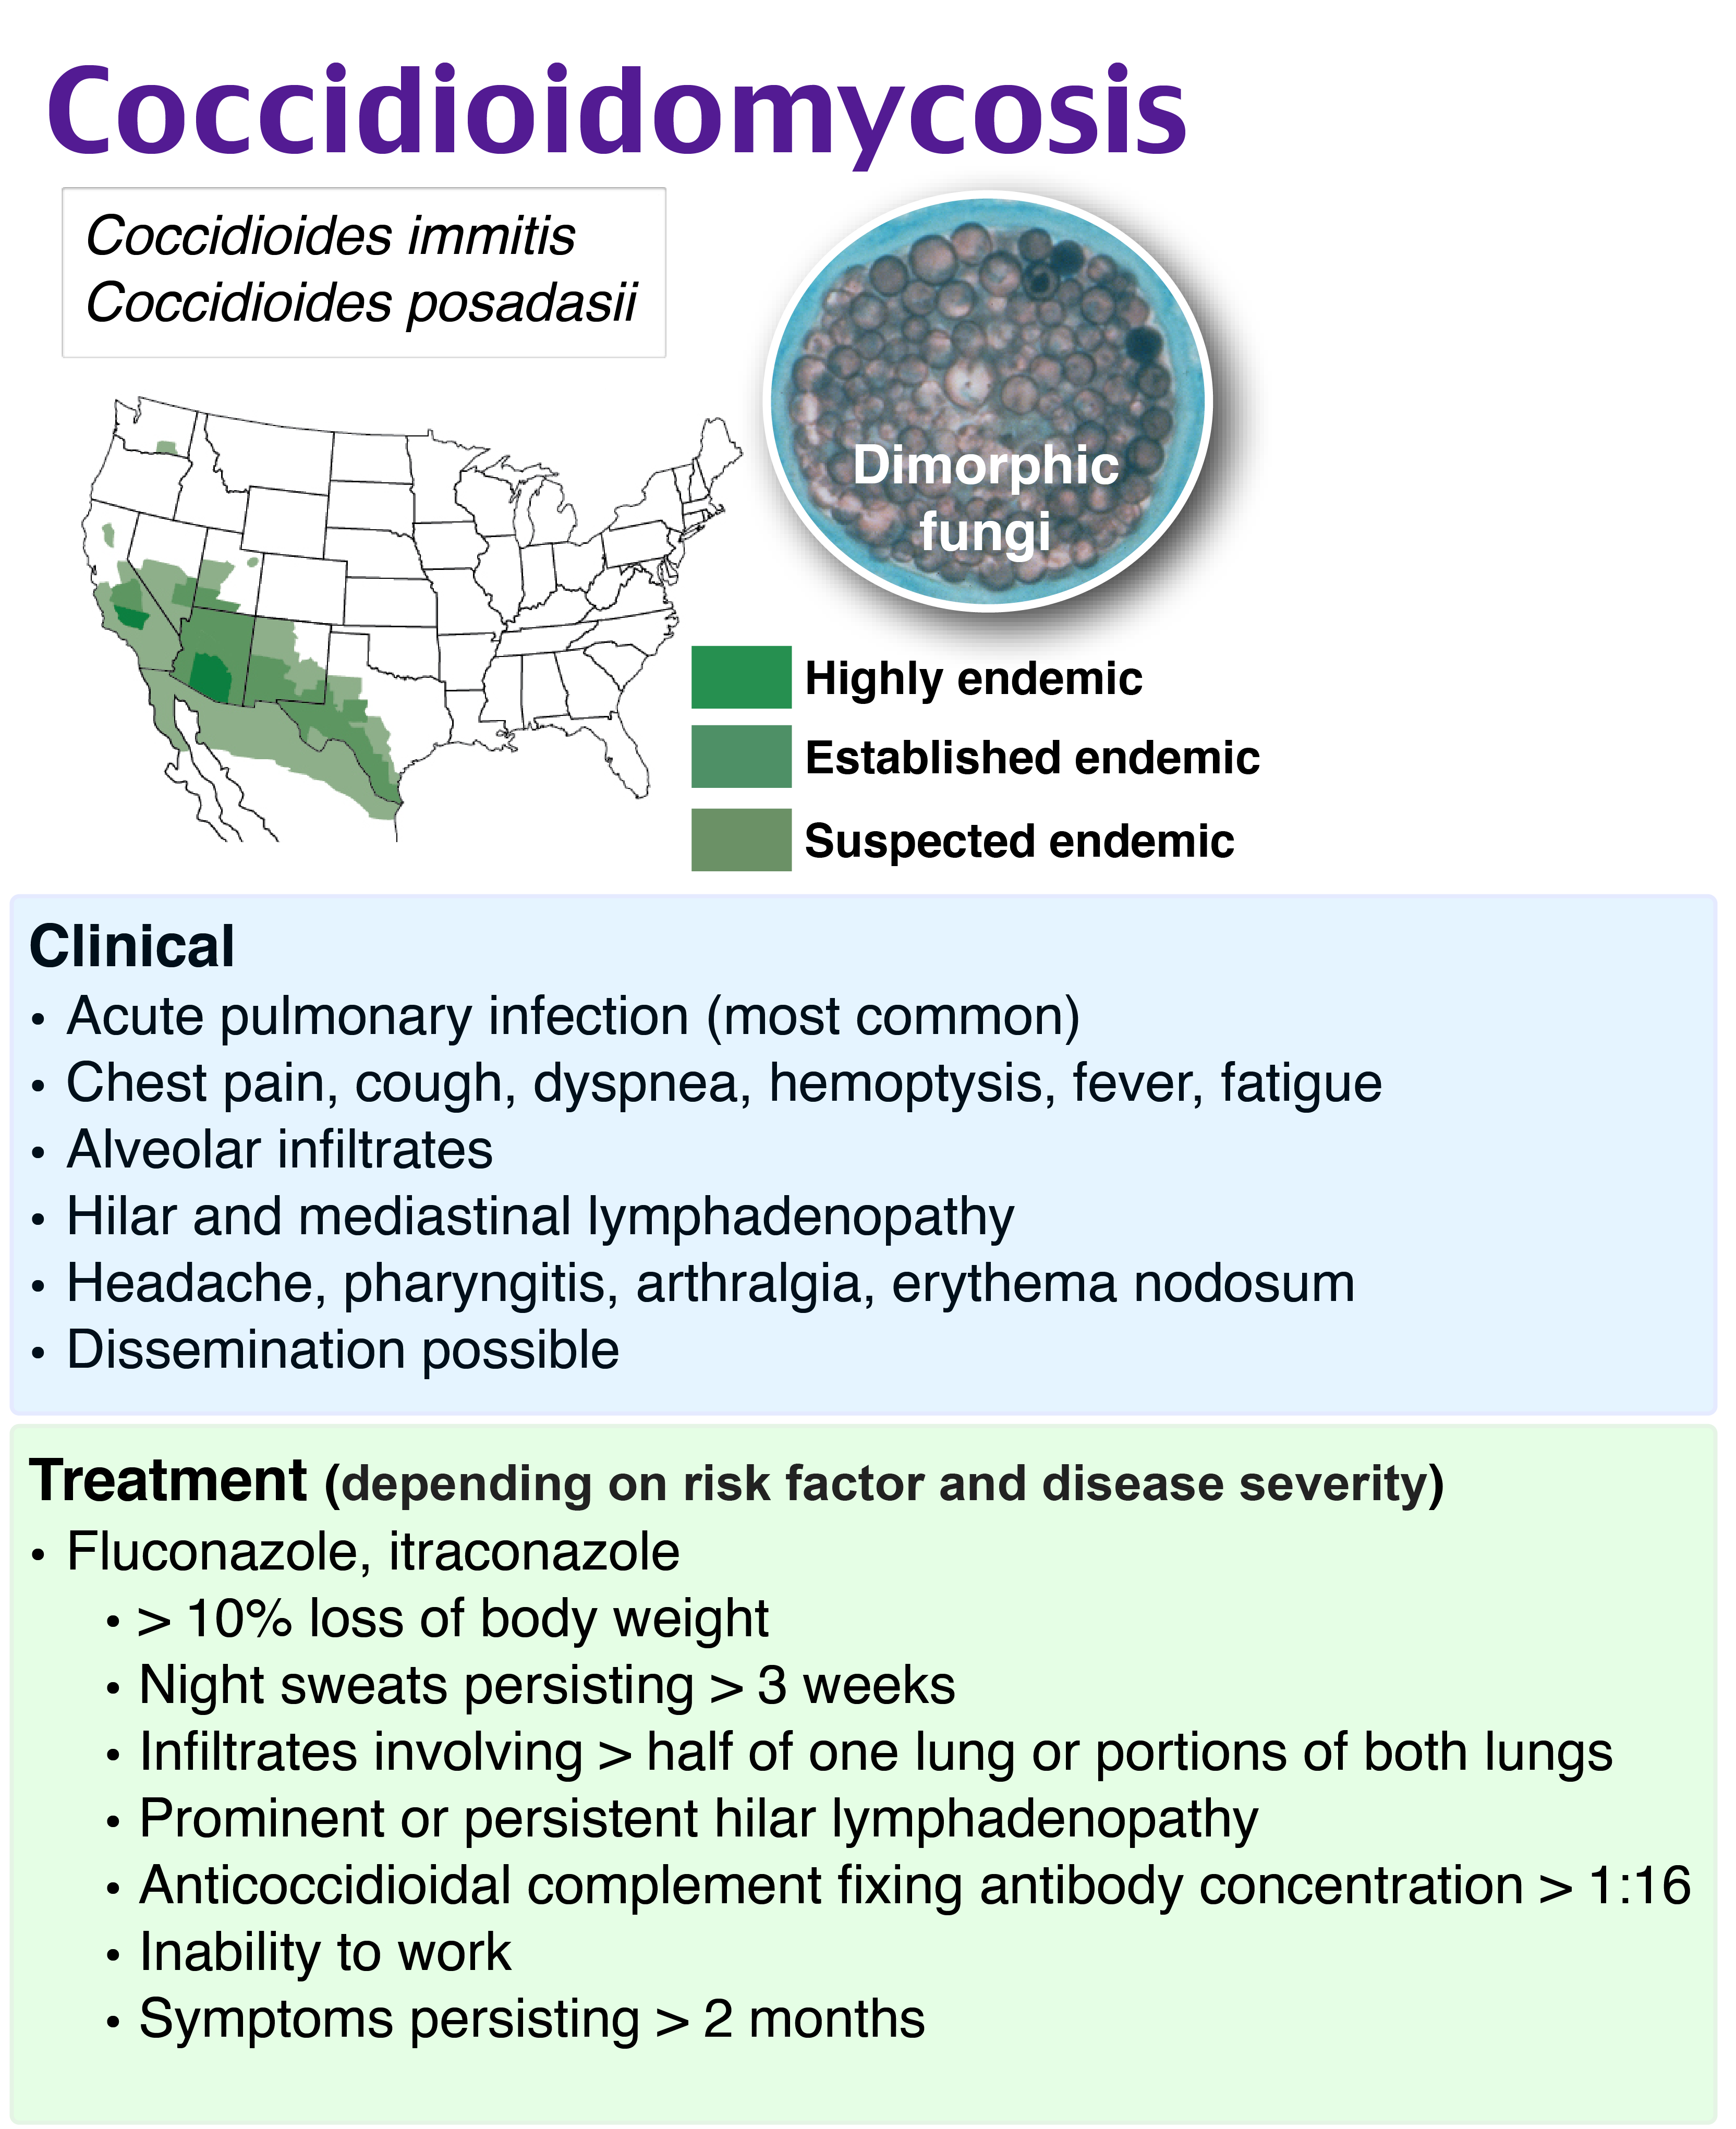 Coccidioidomycosis
Coccidioides immitis
Coccidioides posadasii
Dimorphic
fungi
Highly endemic
Established endemic
Suspected endemic
Clinical
• Acute pulmonary infection (most common)
• Chest pain, cough, dyspnea, hemoptysis, fever, fatigue
• Alveolar infiltrates
• Hilar and mediastinal lymphadenopathy
• Headache, pharyngitis, arthralgia, erythema nodosum
• Dissemination possible
Treatment (depending on risk factor and disease severity)
• Fluconazole, itraconazole
• > 10% loss of body weight
• Night sweats persisting > 3 weeks
• Infiltrates involving > half of one lung or portions of both lungs
• Prominent or persistent hilar lymphadenopathy
• Anticoccidioidal complement fixing antibody concentration > 1:16
• Inability to work
• Symptoms persisting > 2 months